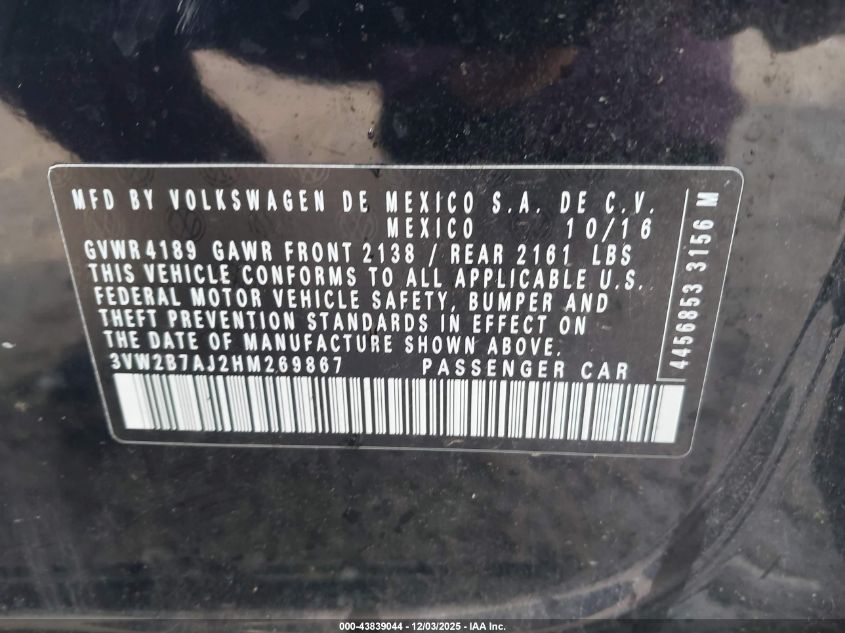 MFD BY VOLKSWAGEN DE MEXICO S.A. DE C.V.
MEXICO 10/16
GVWR 4189 GAWR FRONT 2138 / REAR 2161 LBS
THIS VEHICLE CONFORMS TO ALL APPLICABLE U.S.
FEDERAL MOTOR VEHICLE SAFETY, BUMPER AND
THEFT PREVENTION STANDARDS IN EFFECT ON
THE DATE OF MANUFACTURE SHOWN ABOVE.
3VW2B7AJ2HM269867 PASSENGER CAR
4456853 3156 M
000-43839044 - 12/03/2025 - IAA Inc.